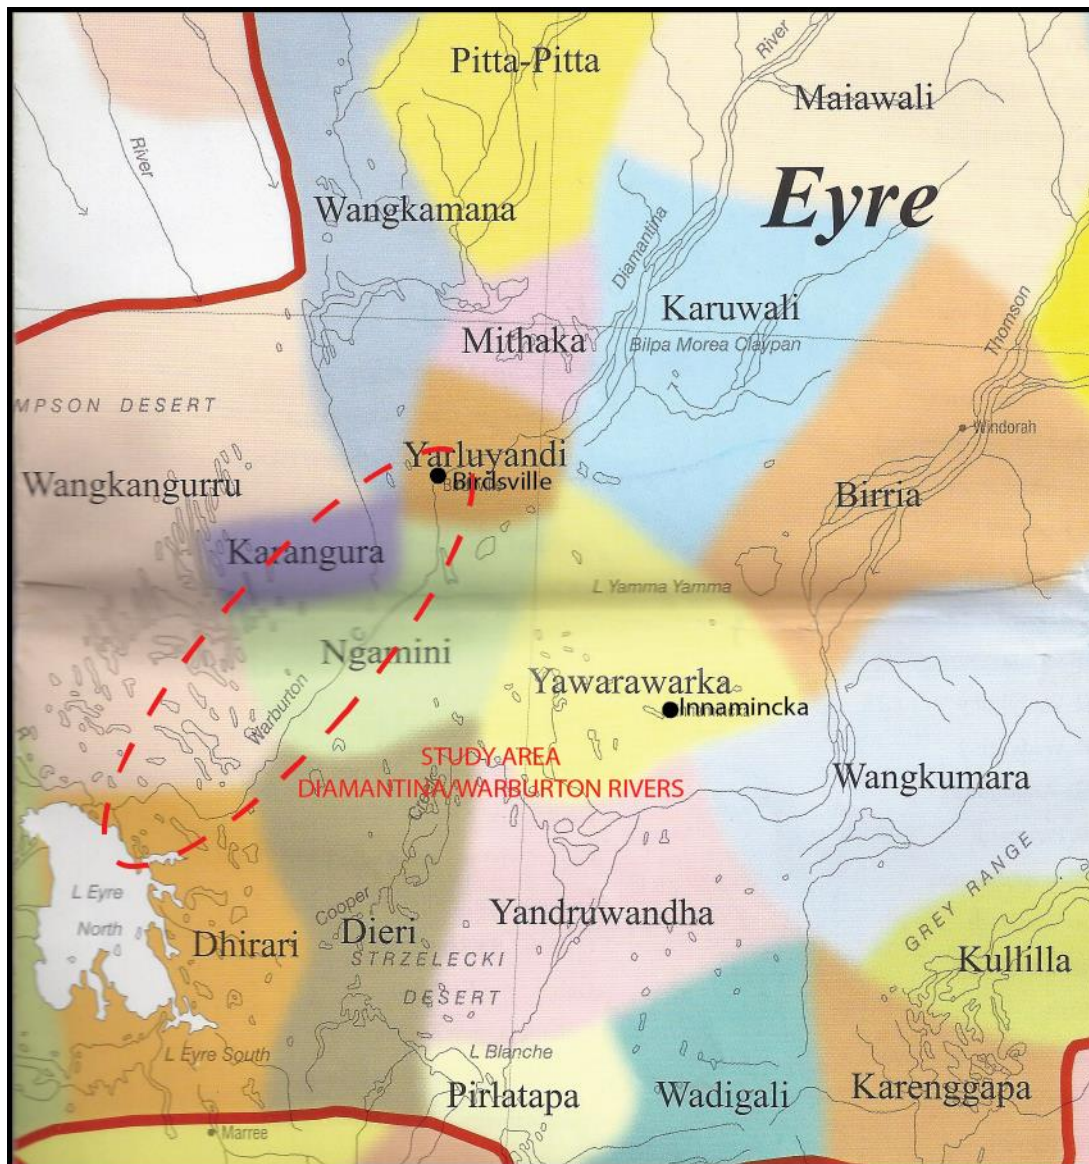 Pitta-Pitta
River
Maiawali
River
Eyre
Wangkamana
Diamantina
Karuwali
Mithaka
Bilpa Morea Claypan
Thomson
MPSON DESERT
Windorah
Yarluyandi
Birdsville
Wangkangurru
Birria
Karangura
L Yamma Yamma
Ngamini
Yawarawarka
Innamincka
Warburton
STUDY AREA
DIAMANTINA/WARBURTON RIVERS
Wangkumara
Creek
L Eyre
North
Cooper
Yandruwandha
GREY RANGE
Dhirari
Dieri
Kullilla
STRZELECKI
DESERT
L Eyre South
L Blanche
Pirlatapa
Wadigali
Karenggapa
Marree